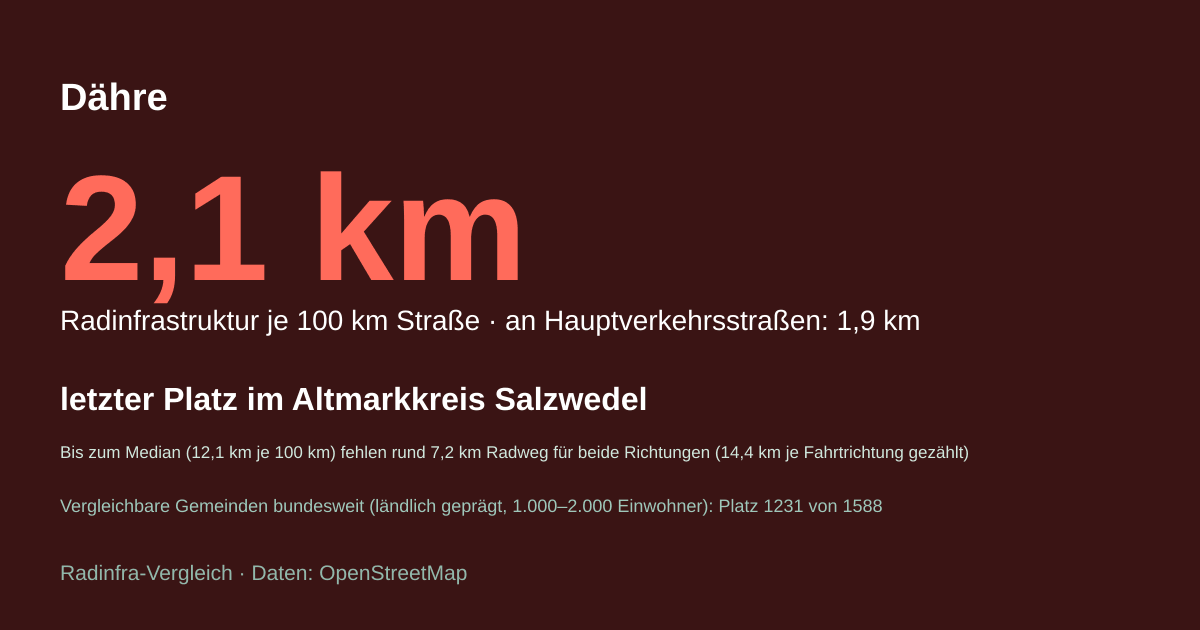 Dähre
2,1 km
Radinfrastruktur je 100 km Straße · an Hauptverkehrsstraßen: 1,9 km
letzter Platz im Altmarkkreis Salzwedel
Bis zum Median (12,1 km je 100 km) fehlen rund 7,2 km Radweg für beide Richtungen (14,4 km je Fahrtrichtung gezählt)
Vergleichbare Gemeinden bundesweit (ländlich geprägt, 1.000–2.000 Einwohner): Platz 1231 von 1588
Radinfra-Vergleich · Daten: OpenStreetMap